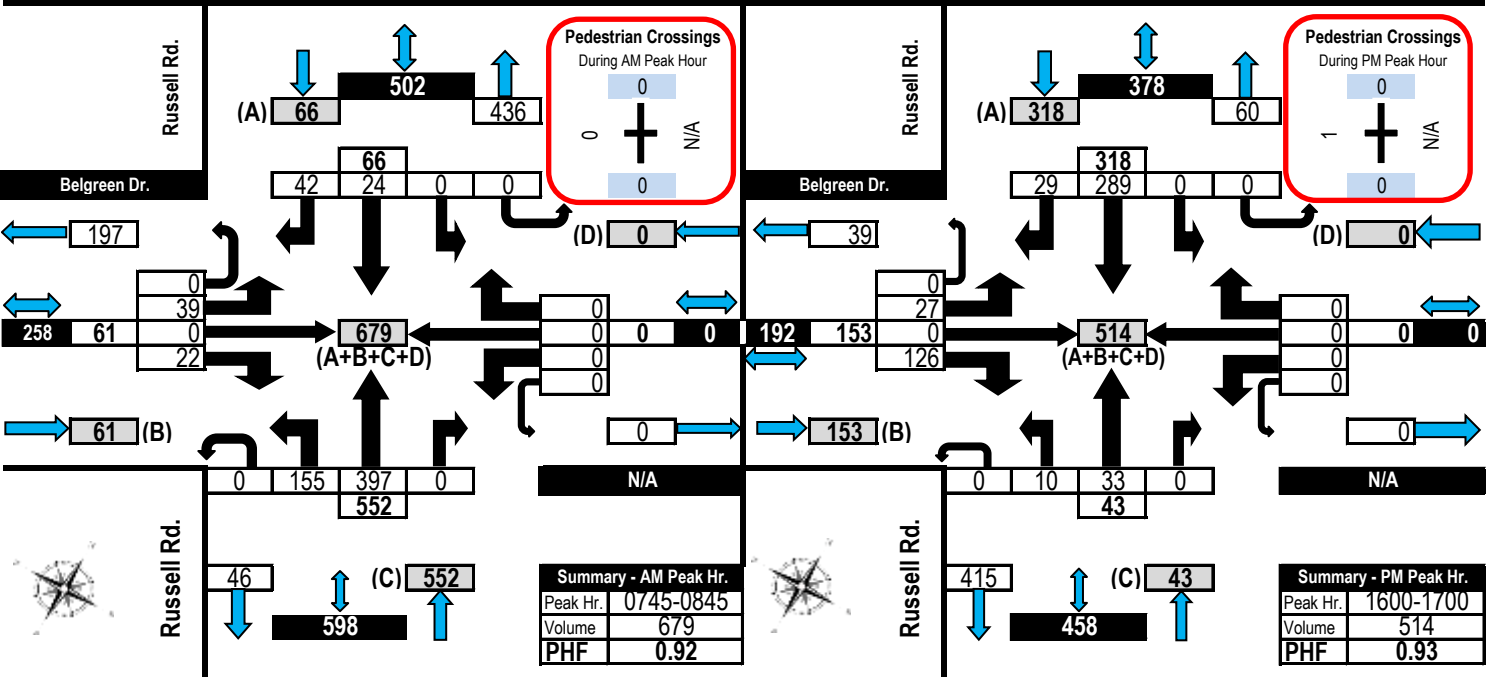 Russell Rd.
Pedestrian Crossings
During AM Peak Hour
0
0
N/A
0
502
(A) 66
436
66
42 24 0 0
Belgreen Dr.
197
(D) 0
0
39
258 61 0
22
679
(A+B+C+D)
0
0 0 0
0
0
61 (B)
0
0 155 397 0
552
N/A
Russell Rd.
46
(C) 552
598
Summary - AM Peak Hr.
Peak Hr. 0745-0845
Volume 679
PHF 0.92
Russell Rd.
Pedestrian Crossings
During PM Peak Hour
0
1
N/A
0
378
(A) 318
60
318
29 289 0 0
Belgreen Dr.
39
(D) 0
0
27
192 153 0
126
514
(A+B+C+D)
0
0 0 0
0
0
153 (B)
0
0 10 33 0
43
N/A
Russell Rd.
415
(C) 43
458
Summary - PM Peak Hr.
Peak Hr. 1600-1700
Volume 514
PHF 0.93